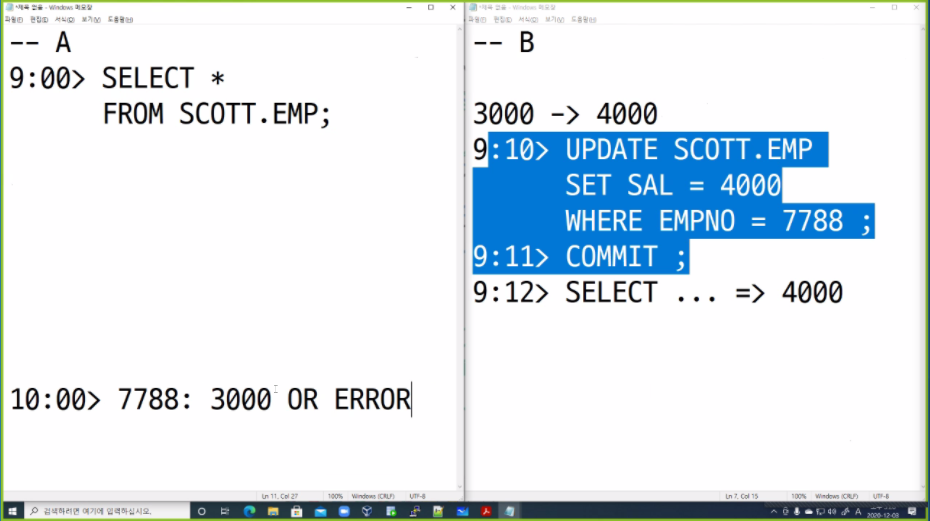 *제목 없음 - Windows 메모장
파일(F) 편집(E) 서식(O) 보기(V) 도움말(H)
-- A
9:00> SELECT *
FROM SCOTT.EMP;
10:00> 7788: 3000 OR ERROR
Ln 11, Col 27 100% Windows (CRLF) UTF-8
*제목 없음 - Windows 메모장
파일(F) 편집(E) 서식(O) 보기(V) 도움말(H)
-- B
3000 -> 4000
9:10> UPDATE SCOTT.EMP
SET SAL = 4000
WHERE EMPNO = 7788 ;
9:11> COMMIT ;
9:12> SELECT ... => 4000
Ln 7, Col 15 100% Windows (CRLF) UTF-8
검색하려면 여기에 입력하십시오.
A
2020-12-03